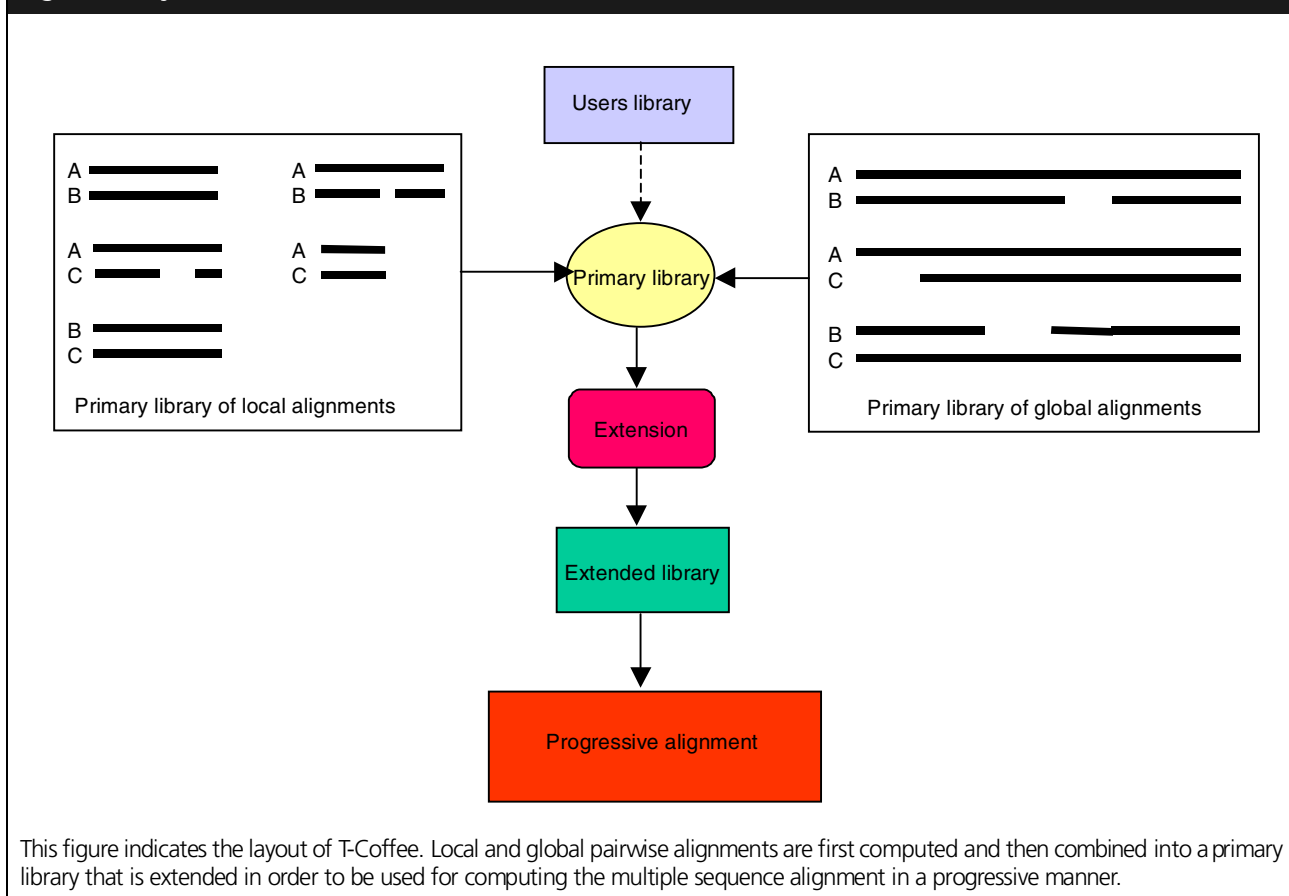 Users library
A
B
A
B
A
C
A
C
B
C
Primary library of local alignments
Primary library
A
B
A
C
B
C
Primary library of global alignments
Extension
Extended library
Progressive alignment
This figure indicates the layout of T-Coffee. Local and global pairwise alignments are first computed and then combined into a primary
library that is extended in order to be used for computing the multiple sequence alignment in a progressive manner.